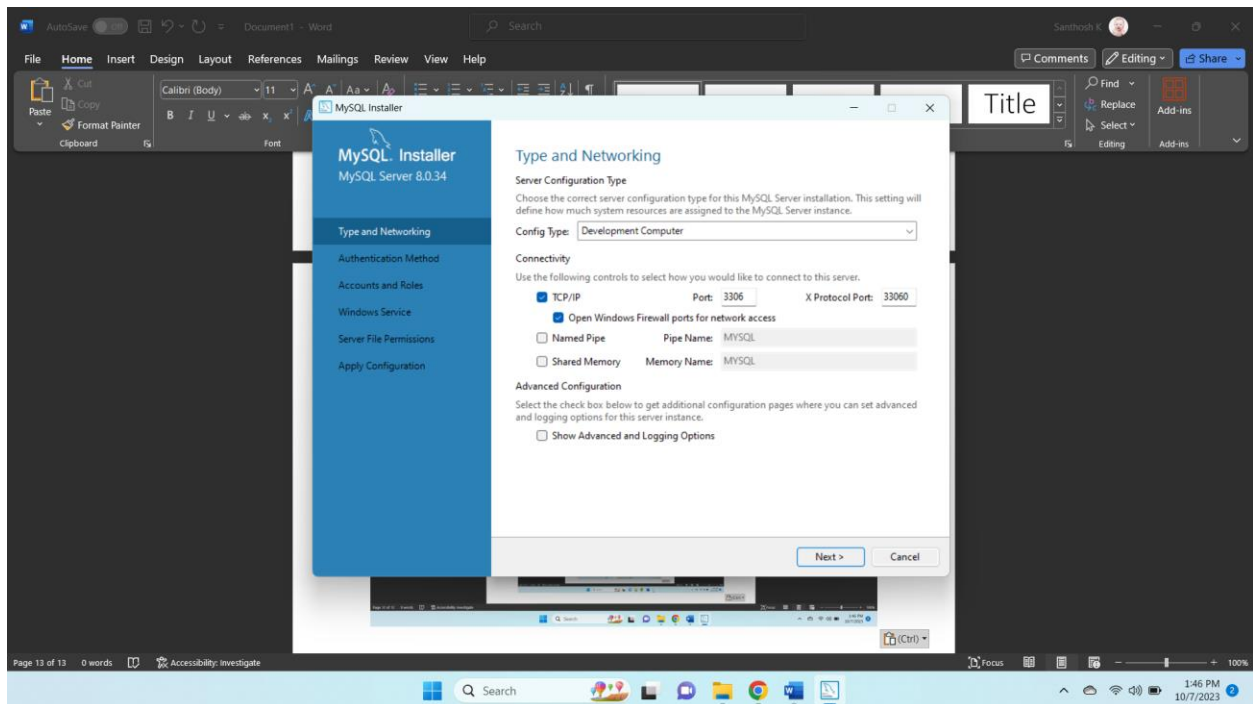 AutoSave Off Document1 - Word Search Santhosh K
File Home Insert Design Layout References Mailings Review View Help Comments Editing Share
Paste
Cut
Copy
Format Painter
Clipboard
Calibri (Body) 11
Font
Title
Find
Replace
Select
Editing
Add-ins
Add-ins
MySQL Installer
MySQL. Installer
MySQL Server 8.0.34
Type and Networking
Authentication Method
Accounts and Roles
Windows Service
Server File Permissions
Apply Configuration
Type and Networking
Server Configuration Type
Choose the correct server configuration type for this MySQL Server installation. This setting will
define how much system resources are assigned to the MySQL Server instance.
Config Type: Development Computer
Connectivity
Use the following controls to select how you would like to connect to this server.
TCP/IP Port: 3306 X Protocol Port: 33060
Open Windows Firewall ports for network access
Named Pipe Pipe Name: MYSQL
Shared Memory Memory Name: MYSQL
Advanced Configuration
Select the check box below to get additional configuration pages where you can set advanced
and logging options for this server instance.
Show Advanced and Logging Options
Next > Cancel
(Ctrl)
Page 13 of 13 0 words Accessibility: Investigate Focus 100%
Search
1:46 PM
10/7/2023 2